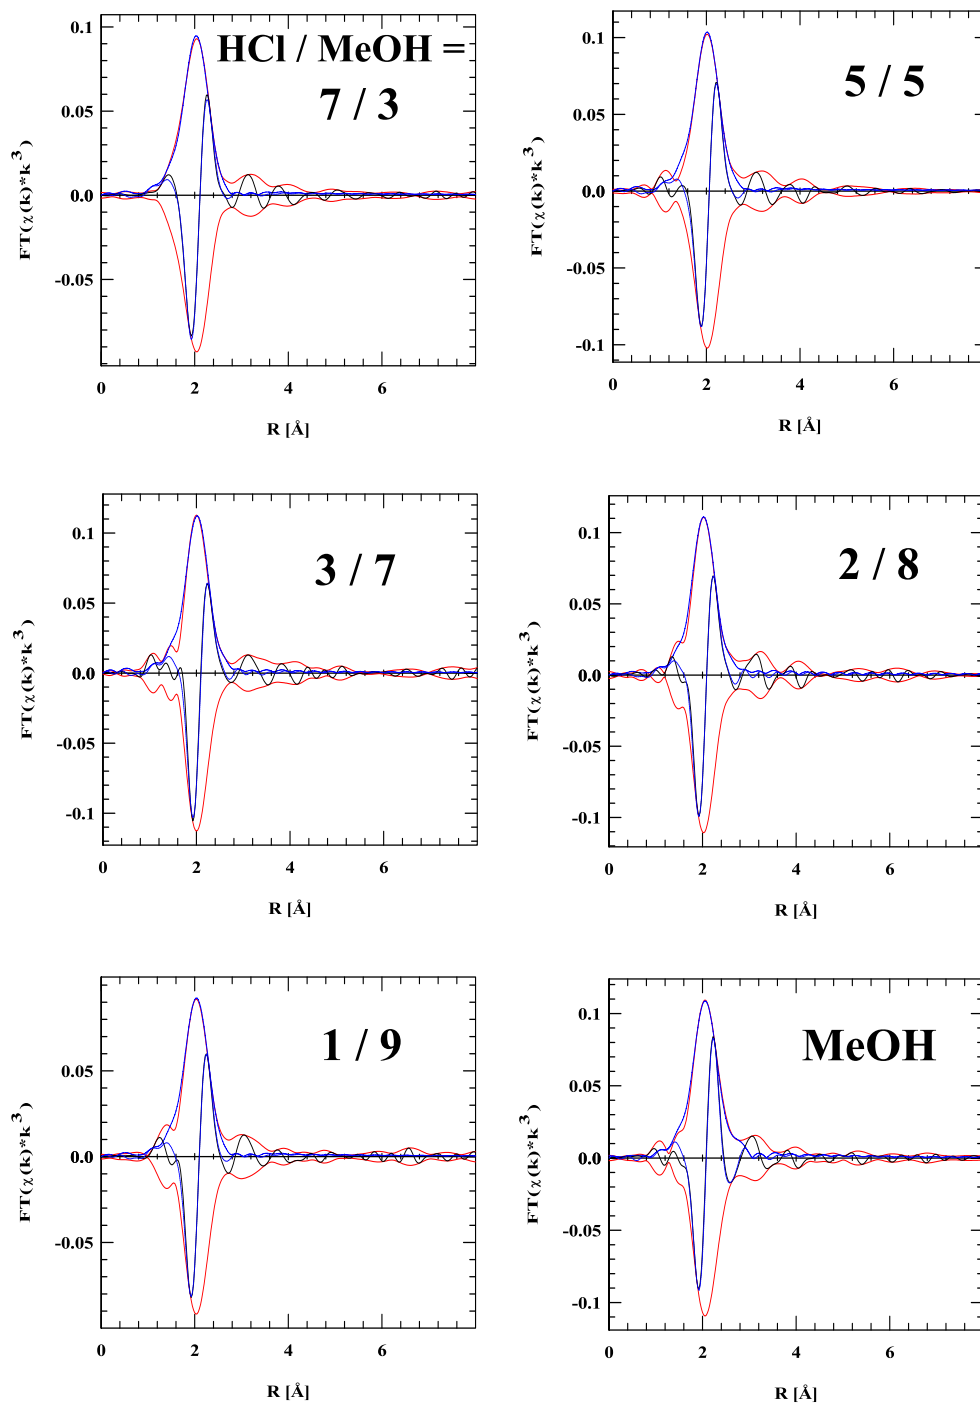 HCl / MeOH =
7 / 3
0.1
0.05
0.0
-0.05
FT(χ(k)*k³)
0 2 4 6
R [Å]
5 / 5
0.1
0.05
0.0
-0.05
-0.1
FT(χ(k)*k³)
0 2 4 6
R [Å]
3 / 7
0.1
0.05
0.0
-0.05
-0.1
FT(χ(k)*k³)
0 2 4 6
R [Å]
2 / 8
0.1
0.05
0.0
-0.05
-0.1
FT(χ(k)*k³)
0 2 4 6
R [Å]
1 / 9
0.05
0.0
-0.05
FT(χ(k)*k³)
0 2 4 6
R [Å]
MeOH
0.1
0.05
0.0
-0.05
-0.1
FT(χ(k)*k³)
0 2 4 6
R [Å]